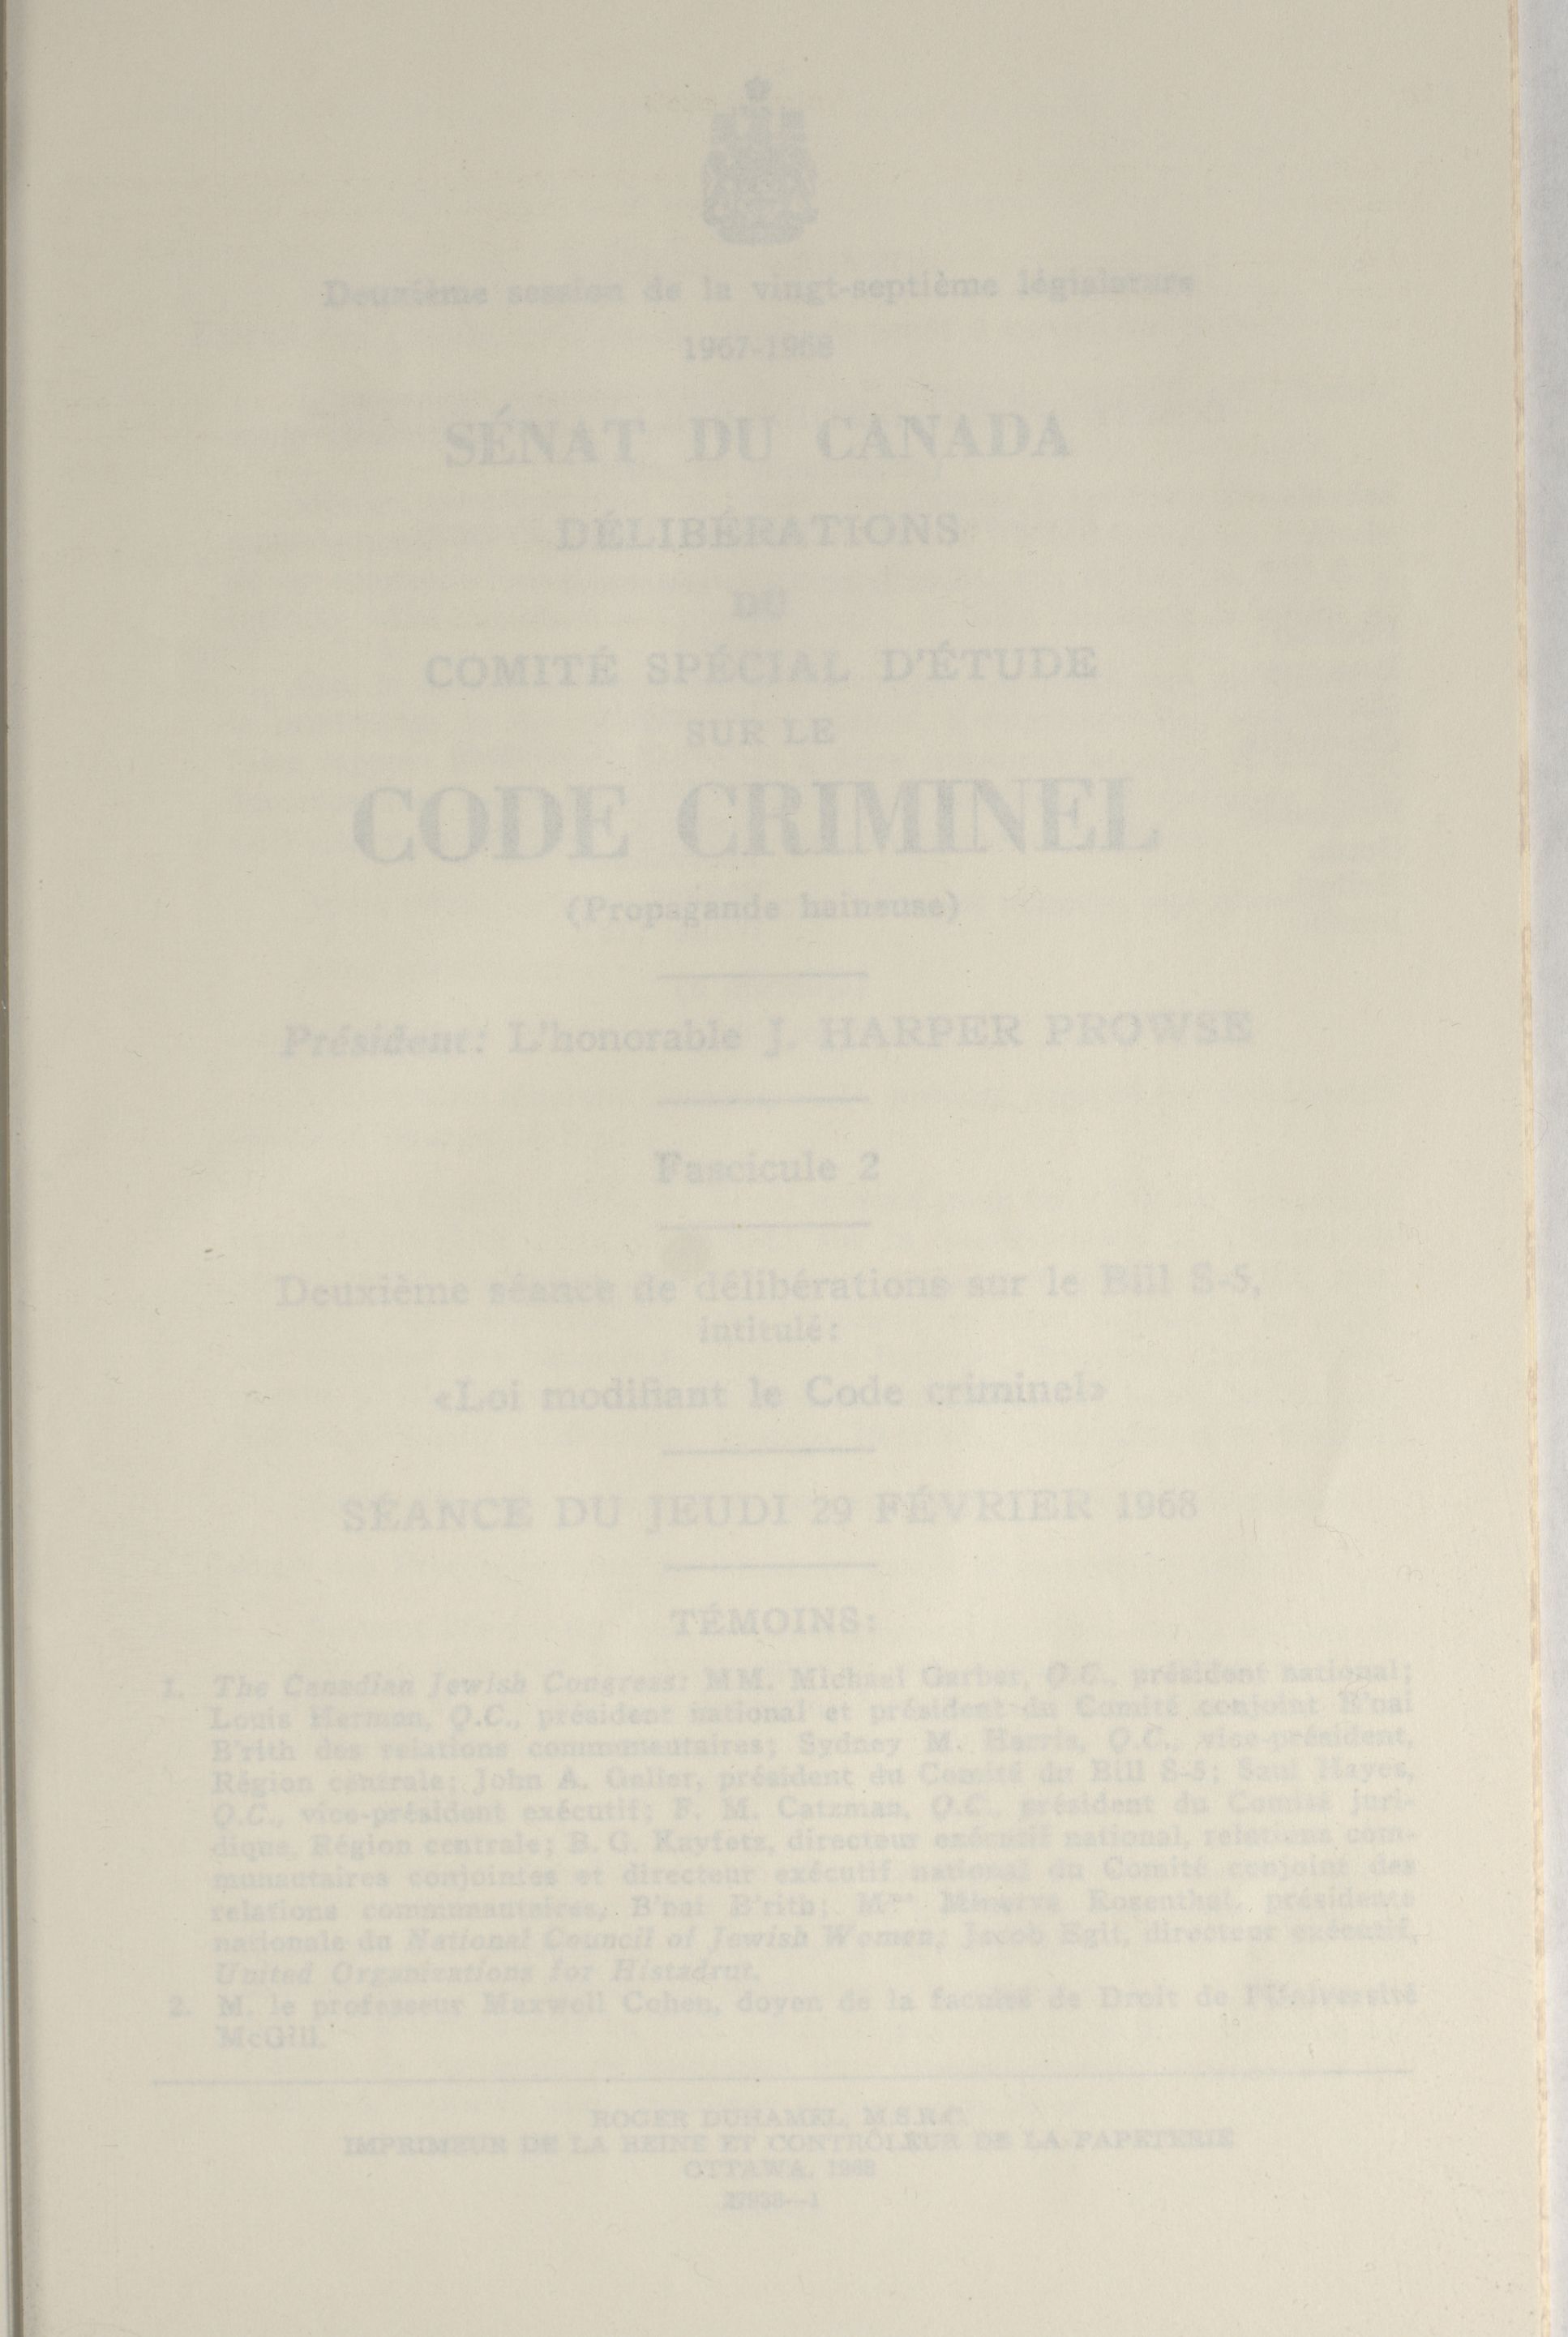 Deuxième session de la vingt-septième législature
1967-1968
SÉNAT DU CANADA
DÉLIBÉRATIONS
DU
COMITÉ SPÉCIAL D'ÉTUDE
SUR LE
CODE CRIMINEL
(Propagande haineuse)
Président: L'honorable J. HARPER PROWSE
Fascicule 2
Deuxième séance de délibérations sur le Bill S-5,
intitulé:
«Loi modifiant le Code criminel»
SÉANCE DU JEUDI 29 FÉVRIER 1968
TÉMOINS:
1. The Canadian Jewish Congress: MM. Michael Garber, Q.C., président national;
Louis Herman, Q.C., président national et président du Comité conjoint B'nai
B'rith des relations communautaires; Sydney M. Harris, Q.C., vice-président,
Région centrale; John A. Geller, président du Comité du Bill S-5; Saul Hayes,
Q.C., vice-président exécutif; F. M. Catzman, Q.C., président du Comité juri-
dique, Région centrale; B. G. Kayfetz, directeur exécutif national, relations com-
munautaires conjointes et directeur exécutif national du Comité conjoint des
relations communautaires, B'nai B'rith; Mme Minerva Rosenthal, présidente
nationale du National Council of Jewish Women; Jacob Egit, directeur exécutif,
United Organizations for Histadrut.
2. M. le professeur Maxwell Cohen, doyen de la faculté de Droit de l'Université
McGill.
ROGER DUHAMEL, M.S.R.C.
IMPRIMEUR DE LA REINE ET CONTRÔLEUR DE LA PAPETERIE
OTTAWA, 1968